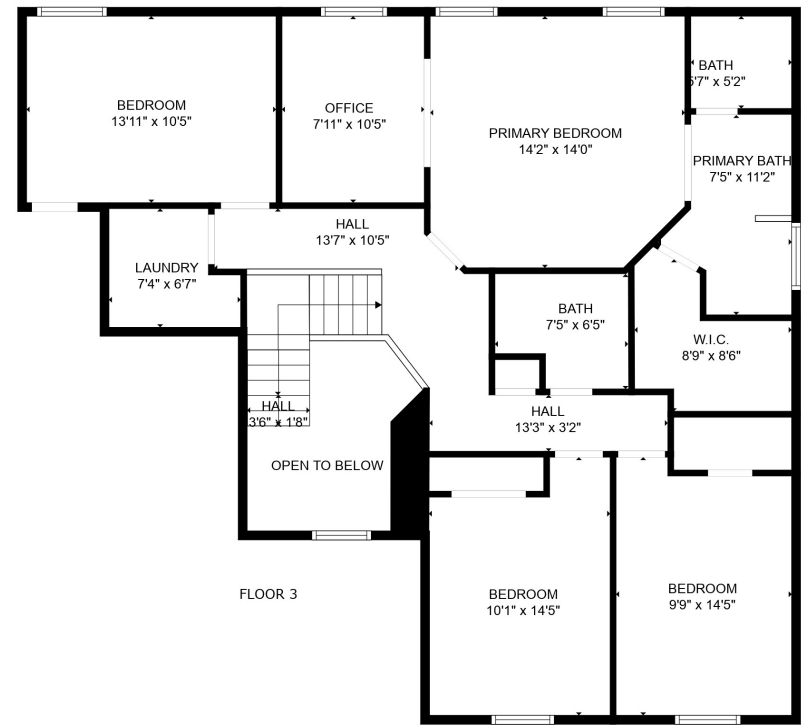 BEDROOM
13'11" x 10'5"
OFFICE
7'11" x 10'5"
PRIMARY BEDROOM
14'2" x 14'0"
BATH
5'7" x 5'2"
PRIMARY BATH
7'5" x 11'2"
HALL
13'7" x 10'5"
LAUNDRY
7'4" x 6'7"
BATH
7'5" x 6'5"
W.I.C.
8'9" x 8'6"
HALL
3'6" x 1'8"
HALL
13'3" x 3'2"
OPEN TO BELOW
BEDROOM
10'1" x 14'5"
BEDROOM
9'9" x 14'5"
FLOOR 3